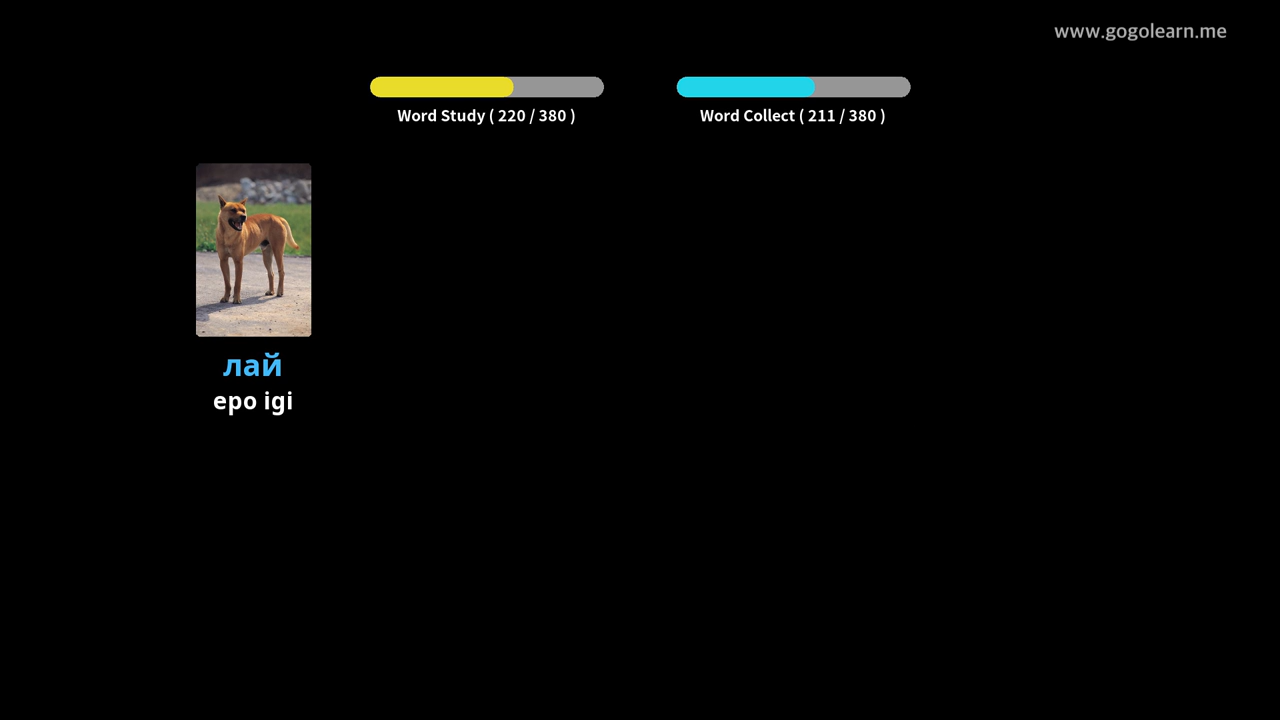 www.gogolearn.me
Word Study ( 220 / 380 )
Word Collect ( 211 / 380 )
лай
epo igi